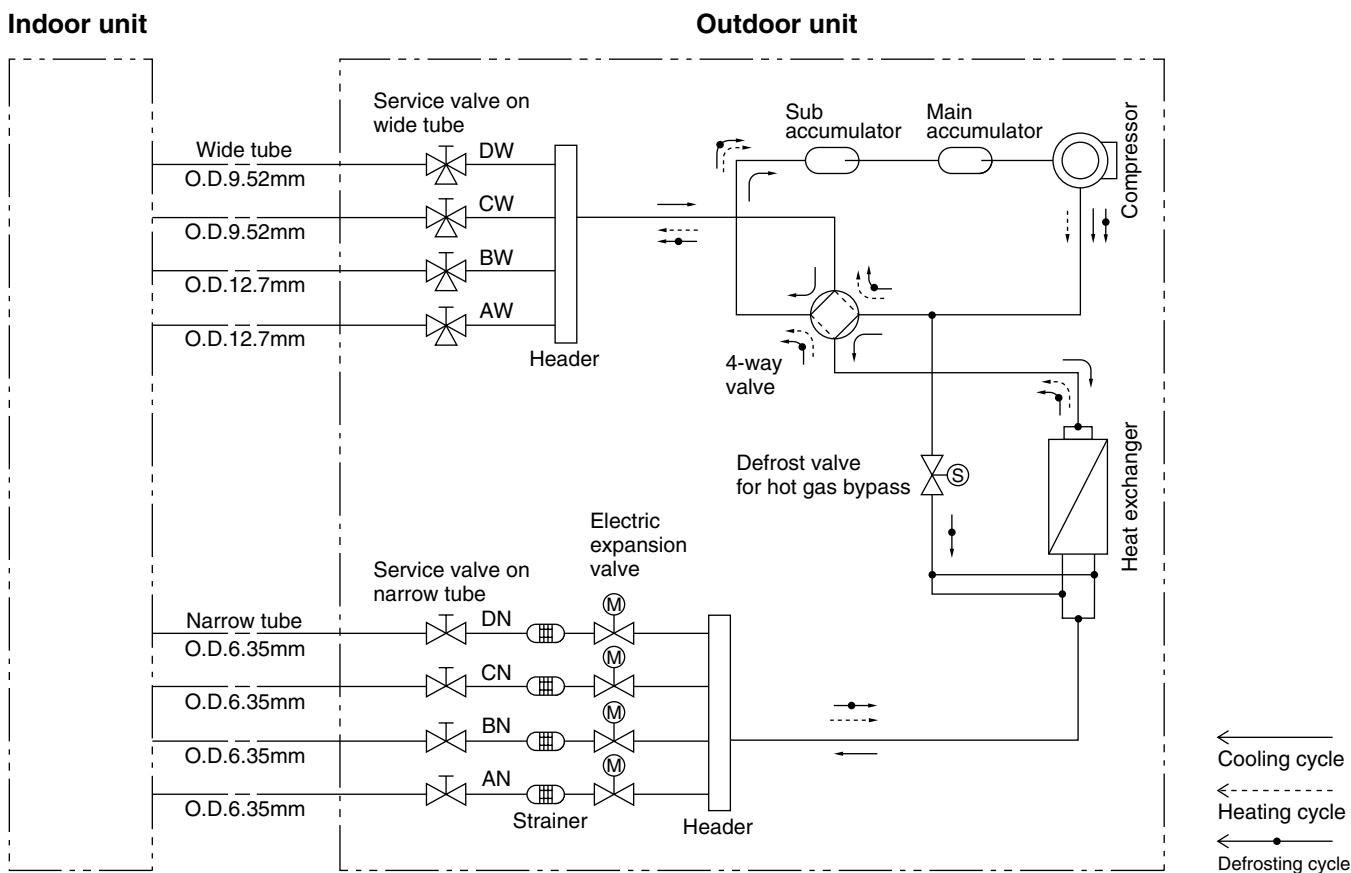 Indoor unit
Outdoor unit
Service valve on
wide tube
Wide tube
O.D.9.52mm
DW
O.D.9.52mm
CW
O.D.12.7mm
BW
O.D.12.7mm
AW
Header
Sub
accumulator
Main
accumulator
Compressor
4-way
valve
Defrost valve
for hot gas bypass
S
Heat exchanger
Electric
expansion
valve
Service valve on
narrow tube
Narrow tube
O.D.6.35mm
DN
M
O.D.6.35mm
CN
M
O.D.6.35mm
BN
M
O.D.6.35mm
AN
M
Strainer
Header
Cooling cycle
Heating cycle
Defrosting cycle